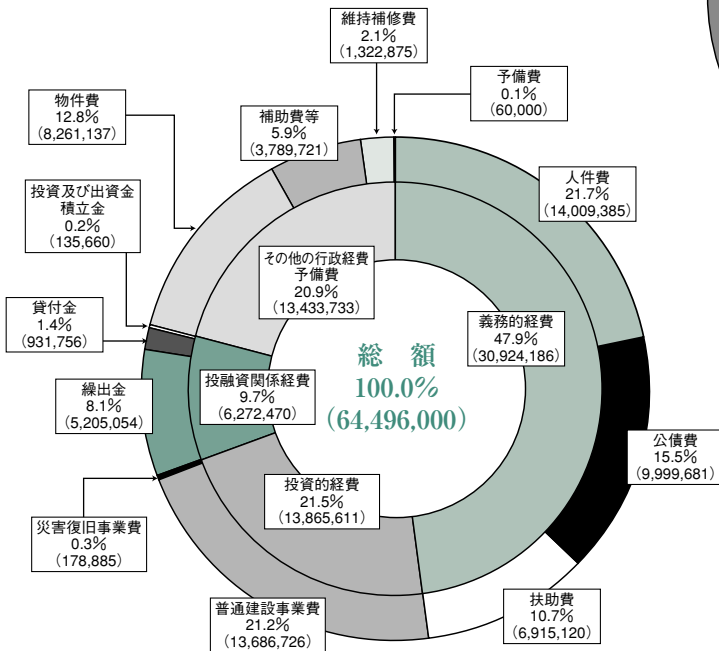 維持補修費
2.1%
(1,322,875)
予備費
0.1%
(60,000)
物件費
12.8%
(8,261,137)
補助費等
5.9%
(3,789,721)
人件費
21.7%
(14,009,385)
投資及び出資金
積立金
0.2%
(135,660)
その他の行政経費
予備費
20.9%
(13,433,733)
貸付金
1.4%
(931,756)
義務的経費
47.9%
(30,924,186)
総 額
100.0%
(64,496,000)
投融資関係経費
9.7%
(6,272,470)
繰出金
8.1%
(5,205,054)
公債費
15.5%
(9,999,681)
投資的経費
21.5%
(13,865,611)
災害復旧事業費
0.3%
(178,885)
扶助費
10.7%
(6,915,120)
普通建設事業費
21.2%
(13,686,726)